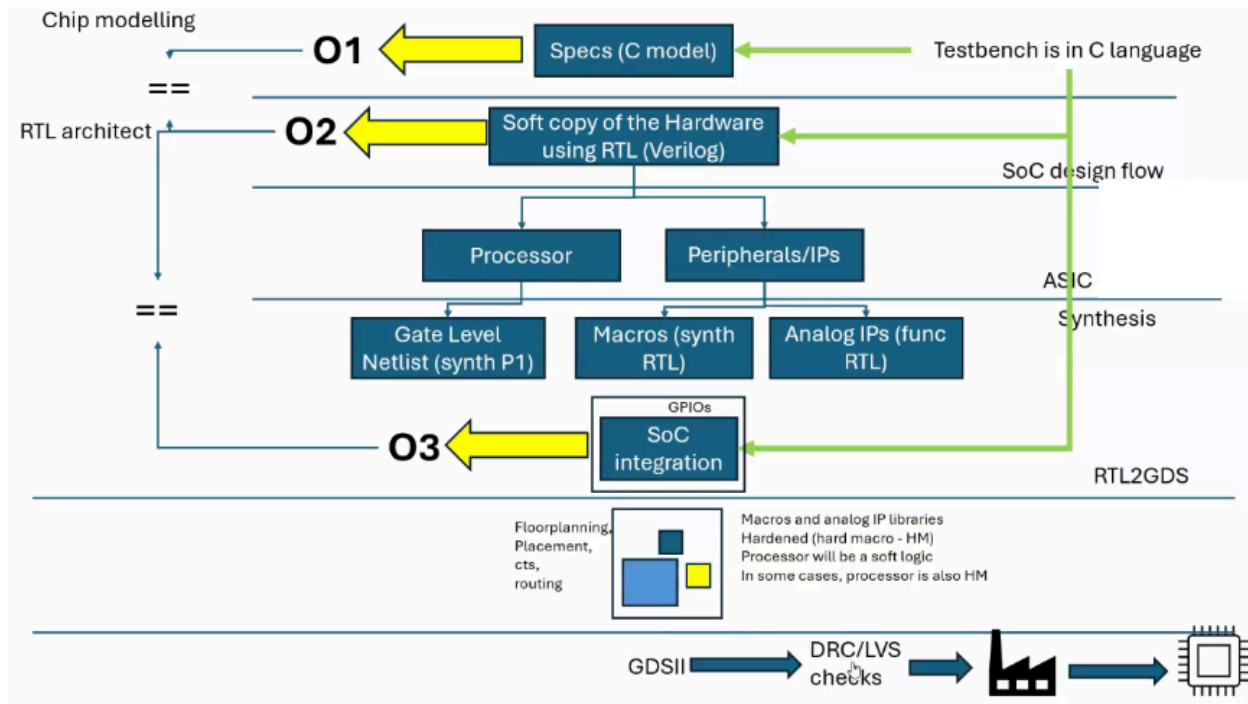 Chip modelling
O1
Specs (C model)
Testbench is in C language
==
RTL architect
O2
Soft copy of the Hardware
using RTL (Verilog)
SoC design flow
Processor
Peripherals/IPs
ASIC
==
Synthesis
Gate Level
Netlist (synth P1)
Macros (synth
RTL)
Analog IPs (func
RTL)
GPIOs
O3
SoC
integration
RTL2GDS
Floorplanning,
Placement,
cts,
routing
Macros and analog IP libraries
Hardened (hard macro - HM)
Processor will be a soft logic
In some cases, processor is also HM
GDSII
DRC/LVS
checks